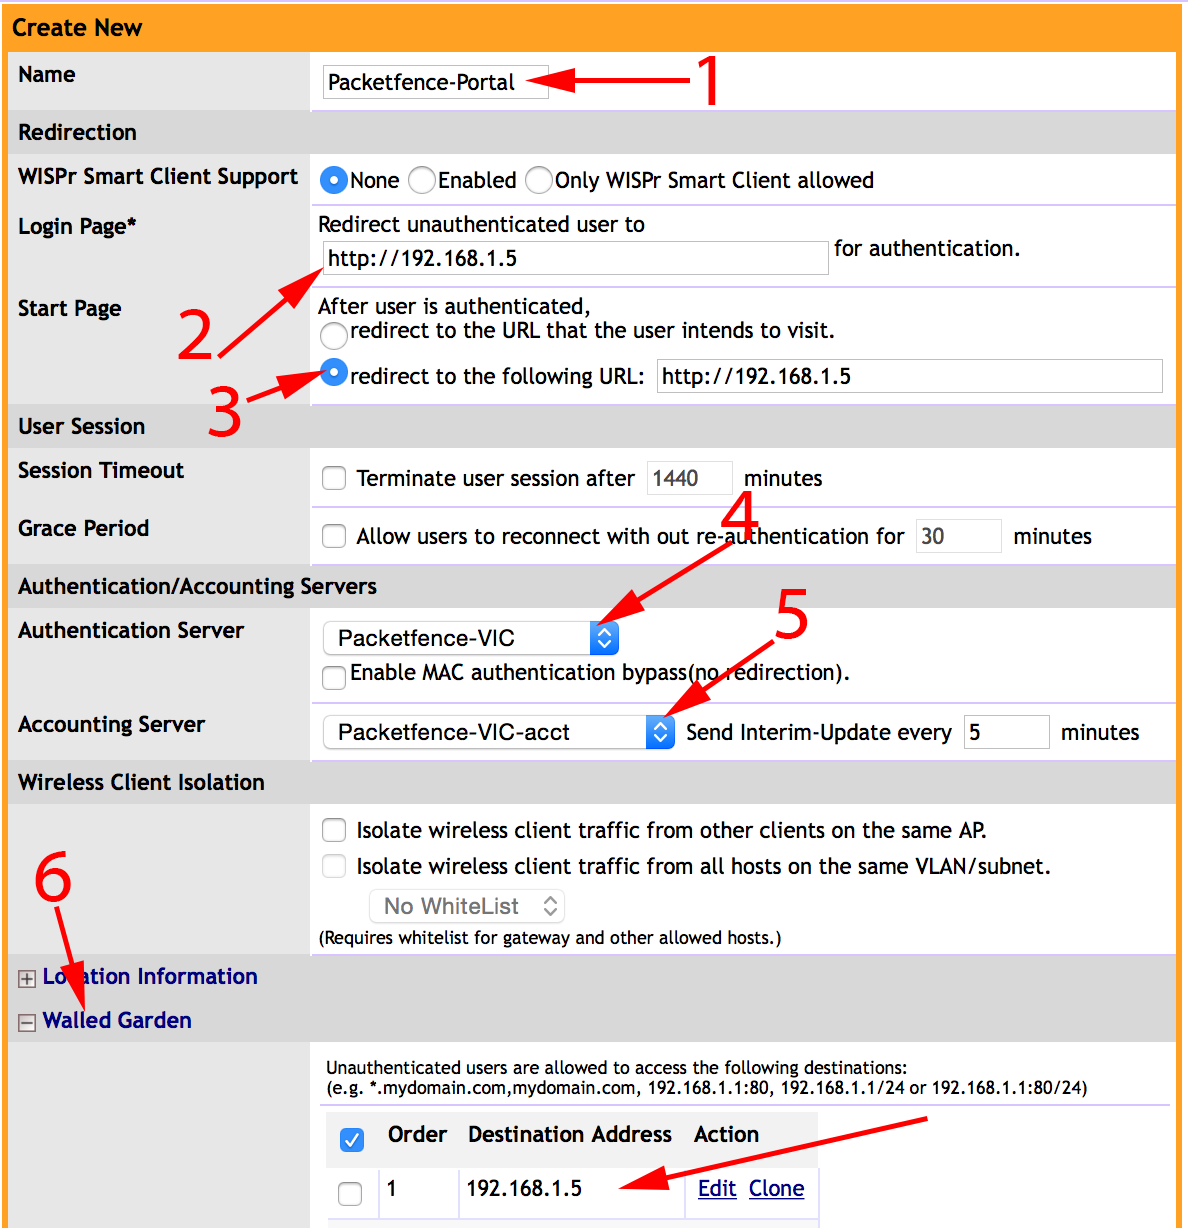 Create New
Name
Packetfence-Portal
1
Redirection
WISPr Smart Client Support
None Enabled Only WISPr Smart Client allowed
Login Page*
Redirect unauthenticated user to
http://192.168.1.5 for authentication.
2
Start Page
After user is authenticated,
redirect to the URL that the user intends to visit.
3
redirect to the following URL: http://192.168.1.5
User Session
Session Timeout
Terminate user session after 1440 minutes
4
Grace Period
Allow users to reconnect with out re-authentication for 30 minutes
Authentication/Accounting Servers
5
Authentication Server
Packetfence-VIC
Enable MAC authentication bypass(no redirection).
Accounting Server
Packetfence-VIC-acct Send Interim-Update every 5 minutes
Wireless Client Isolation
Isolate wireless client traffic from other clients on the same AP.
Isolate wireless client traffic from all hosts on the same VLAN/subnet.
6
No WhiteList
(Requires whitelist for gateway and other allowed hosts.)
Location Information
Walled Garden
Unauthenticated users are allowed to access the following destinations:
(e.g. *.mydomain.com,mydomain.com, 192.168.1.1:80, 192.168.1.1/24 or 192.168.1.1:80/24)
Order Destination Address Action
1 192.168.1.5 Edit Clone